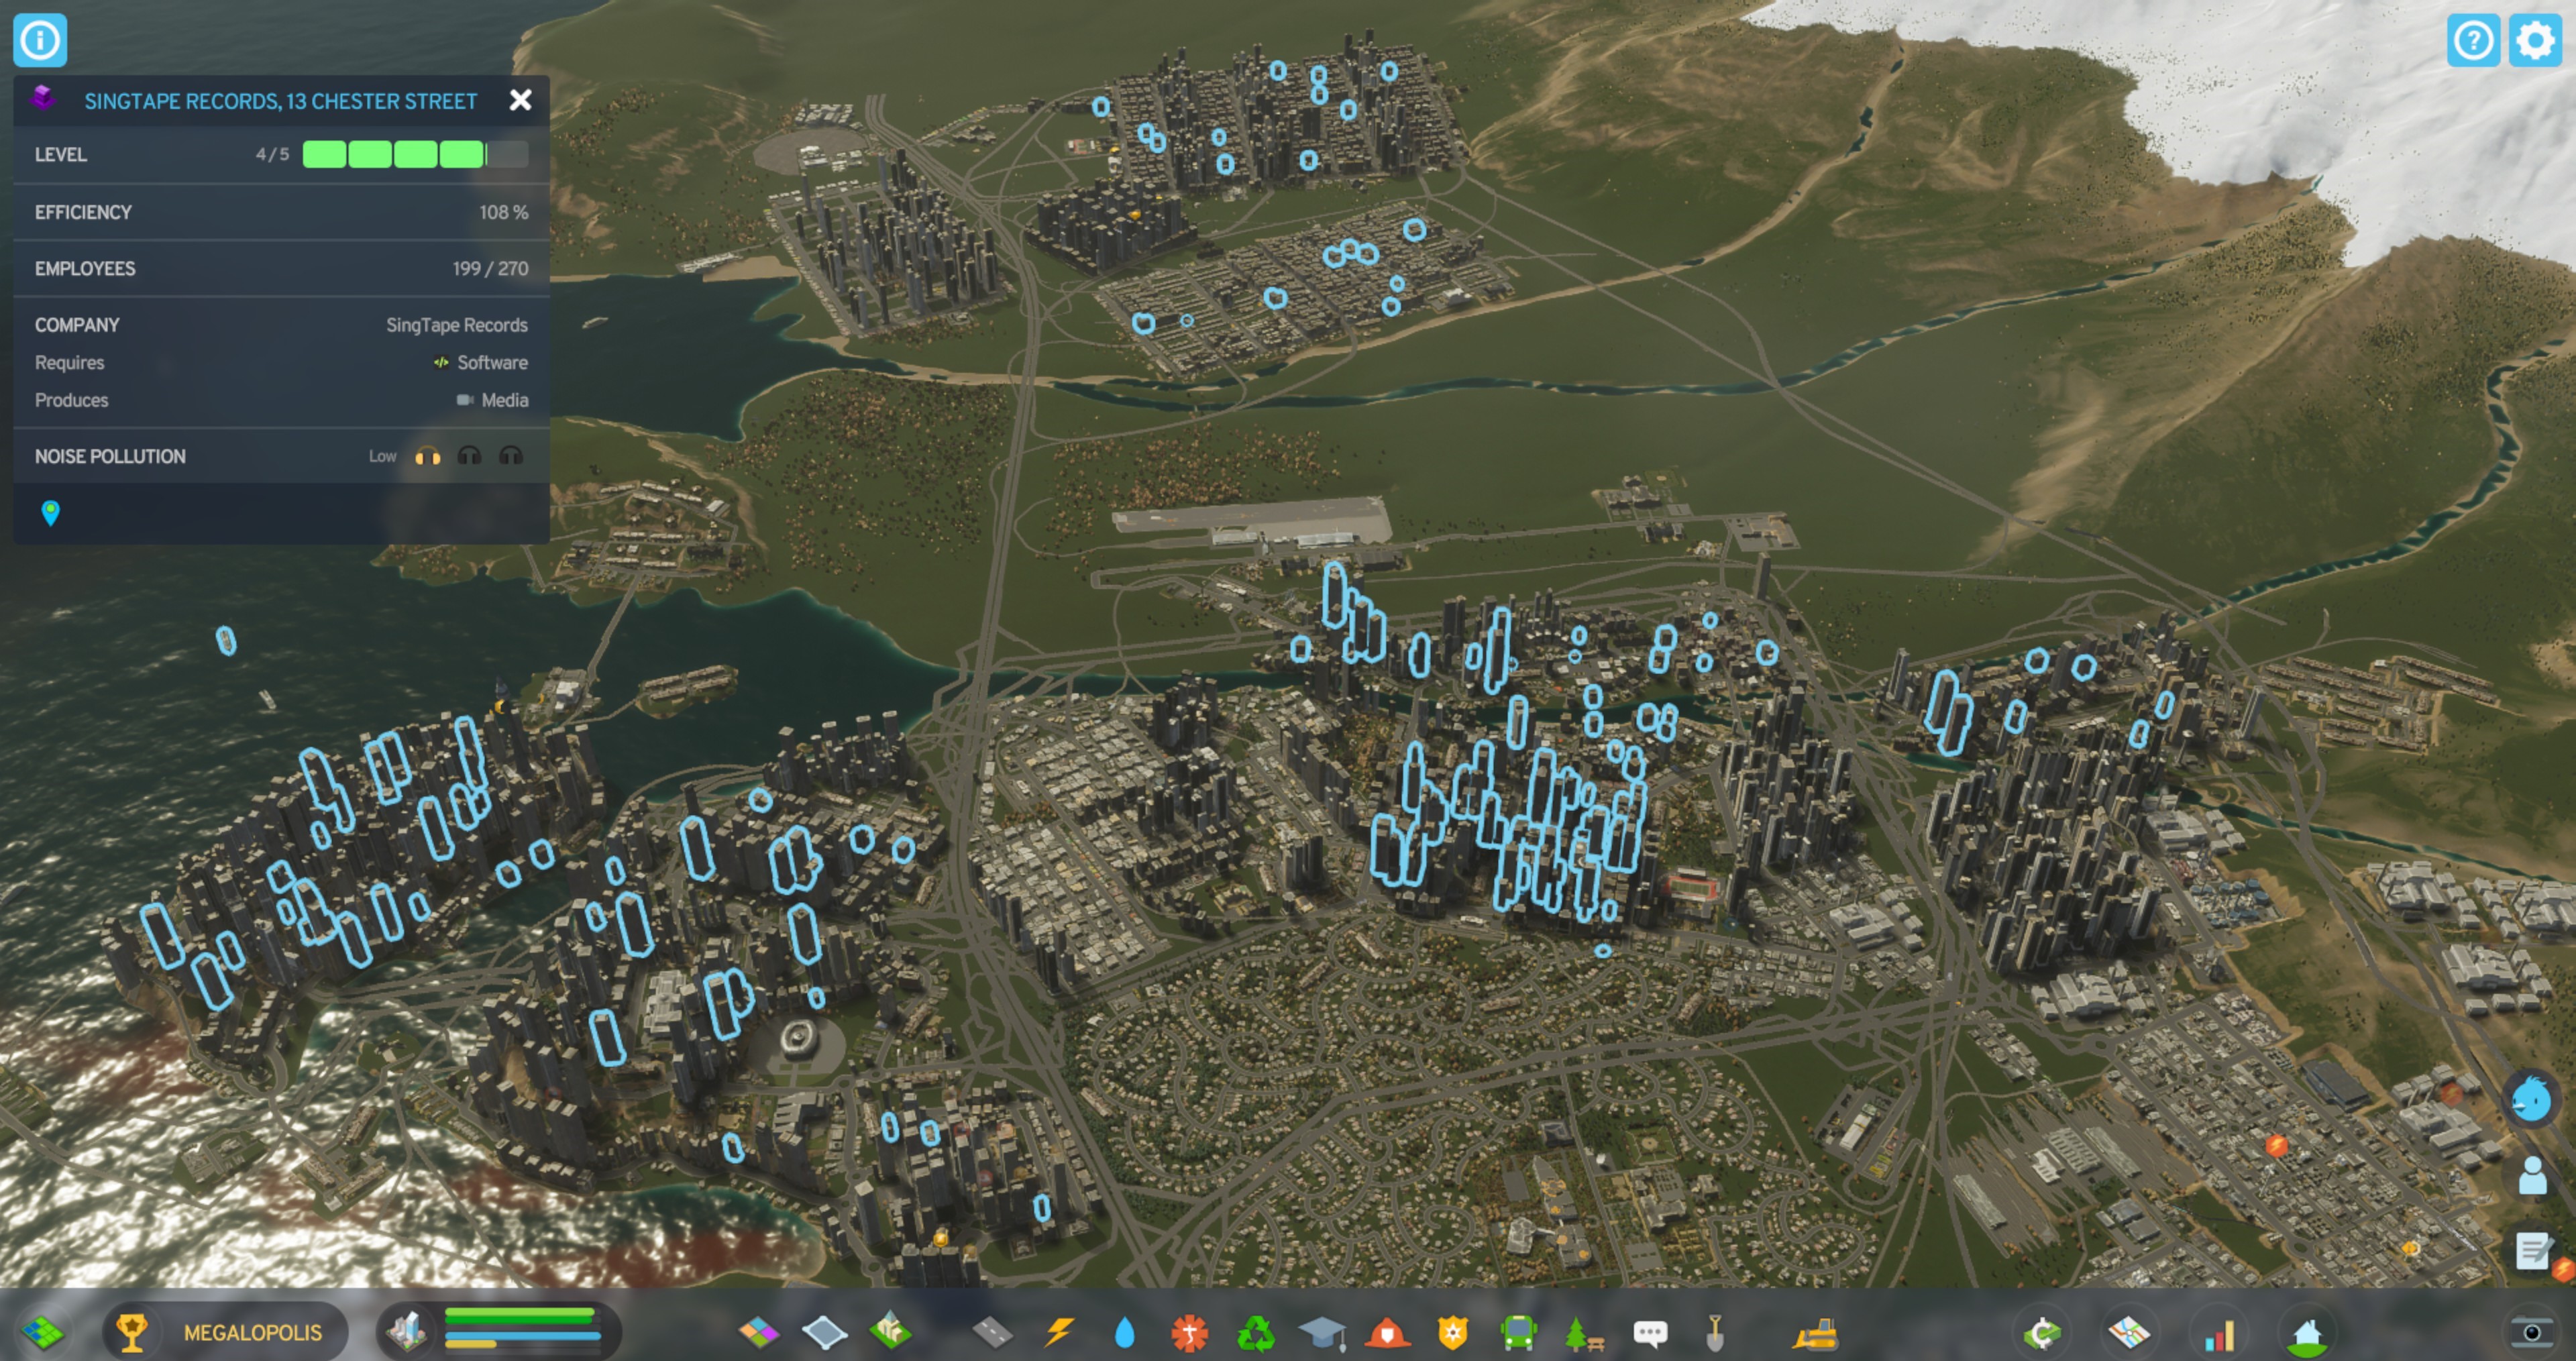 SINGTAPE RECORDS, 13 CHESTER STREET
LEVEL 4/5
EFFICIENCY 108 %
EMPLOYEES 199 / 270
COMPANY SingTape Records
Requires Software
Produces Media
NOISE POLLUTION Low
MEGALOPOLIS